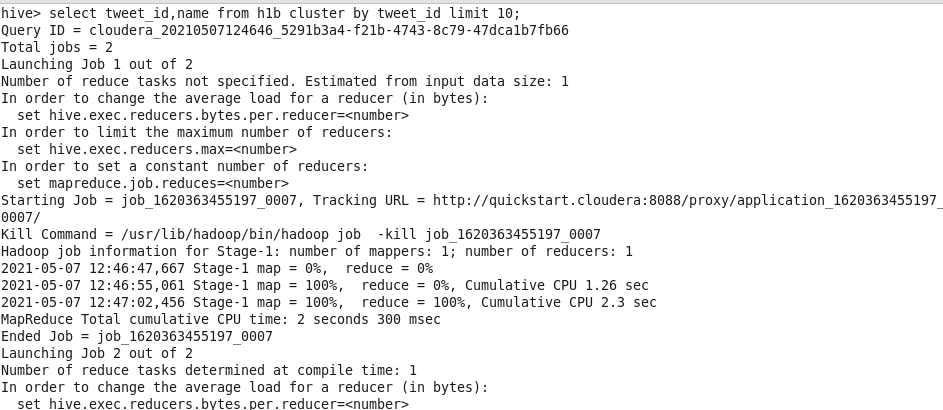 hive> select tweet_id,name from h1b cluster by tweet_id limit 10;
Query ID = cloudera_20210507124646_5291b3a4-f21b-4743-8c79-47dca1b7fb66
Total jobs = 2
Launching Job 1 out of 2
Number of reduce tasks not specified. Estimated from input data size: 1
In order to change the average load for a reducer (in bytes):
  set hive.exec.reducers.bytes.per.reducer=<number>
In order to limit the maximum number of reducers:
  set hive.exec.reducers.max=<number>
In order to set a constant number of reducers:
  set mapreduce.job.reduces=<number>
Starting Job = job_1620363455197_0007, Tracking URL = http://quickstart.cloudera:8088/proxy/application_1620363455197_
0007/
Kill Command = /usr/lib/hadoop/bin/hadoop job  -kill job_1620363455197_0007
Hadoop job information for Stage-1: number of mappers: 1; number of reducers: 1
2021-05-07 12:46:47,667 Stage-1 map = 0%,  reduce = 0%
2021-05-07 12:46:55,061 Stage-1 map = 100%,  reduce = 0%, Cumulative CPU 1.26 sec
2021-05-07 12:47:02,456 Stage-1 map = 100%,  reduce = 100%, Cumulative CPU 2.3 sec
MapReduce Total cumulative CPU time: 2 seconds 300 msec
Ended Job = job_1620363455197_0007
Launching Job 2 out of 2
Number of reduce tasks determined at compile time: 1
In order to change the average load for a reducer (in bytes):
  set hive.exec.reducers.bytes.per.reducer=<number>